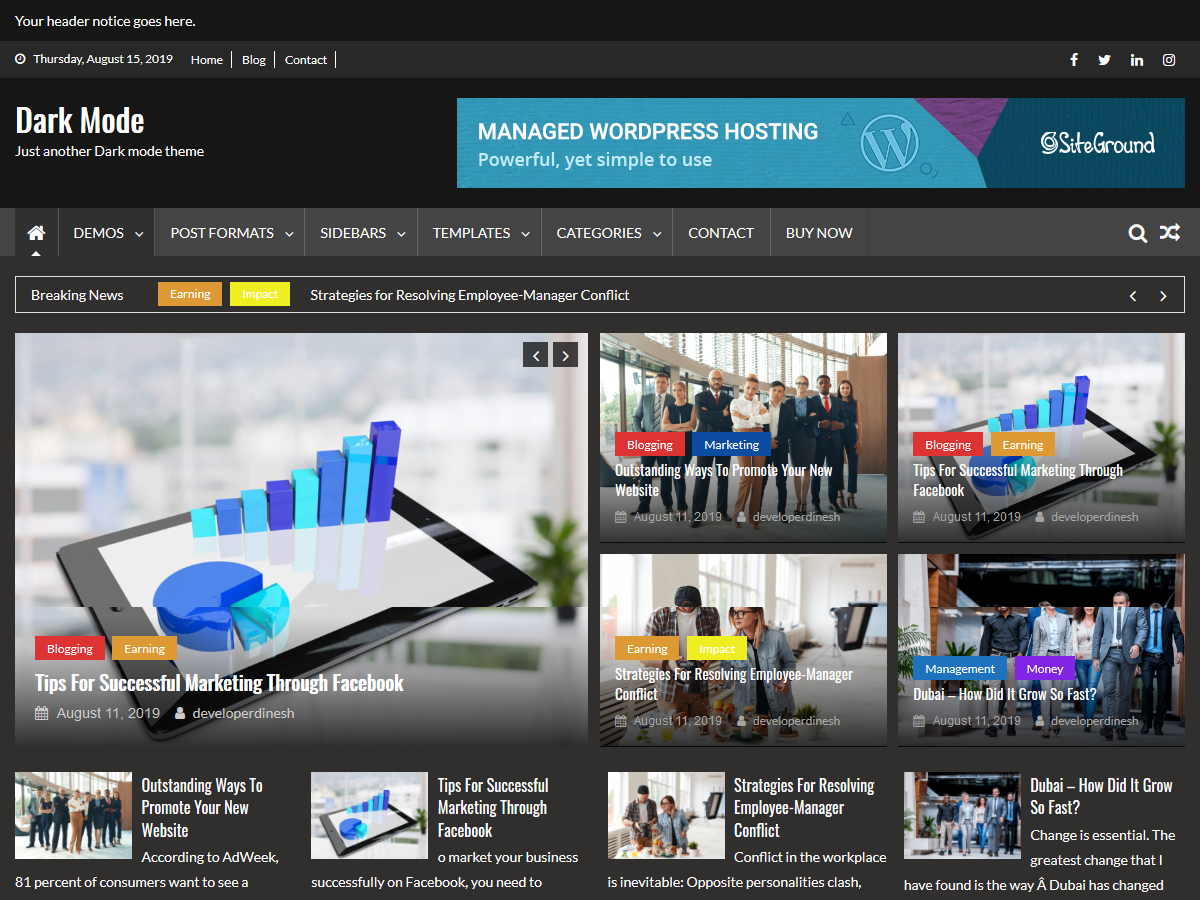 Your header notice goes here.
Thursday, August 15, 2019 Home Blog Contact
Dark Mode
Just another Dark mode theme
MANAGED WORDPRESS HOSTING
Powerful, yet simple to use
SiteGround
DEMOS POST FORMATS SIDEBARS TEMPLATES CATEGORIES CONTACT BUY NOW
Breaking News Earning Impact Strategies for Resolving Employee-Manager Conflict
Blogging Earning
Tips For Successful Marketing Through Facebook
August 11, 2019 developerdinesh
Blogging Marketing
Outstanding Ways To Promote Your New
Website
August 11, 2019 developerdinesh
Blogging Earning
Tips For Successful Marketing Through
Facebook
August 11, 2019 developerdinesh
Earning Impact
Strategies For Resolving Employee-Manager
Conflict
August 11, 2019 developerdinesh
Management Money
Dubai – How Did It Grow So Fast?
August 11, 2019 developerdinesh
Outstanding Ways To
Promote Your New
Website
According to AdWeek,
81 percent of consumers want to see a
Tips For Successful
Marketing Through
Facebook
o market your business
successfully on Facebook, you need to
Strategies For Resolving
Employee-Manager
Conflict
Conflict in the workplace
is inevitable: Opposite personalities clash,
Dubai – How Did It Grow
So Fast?
Change is essential. The
greatest change that I
have found is the way Â Dubai has changed